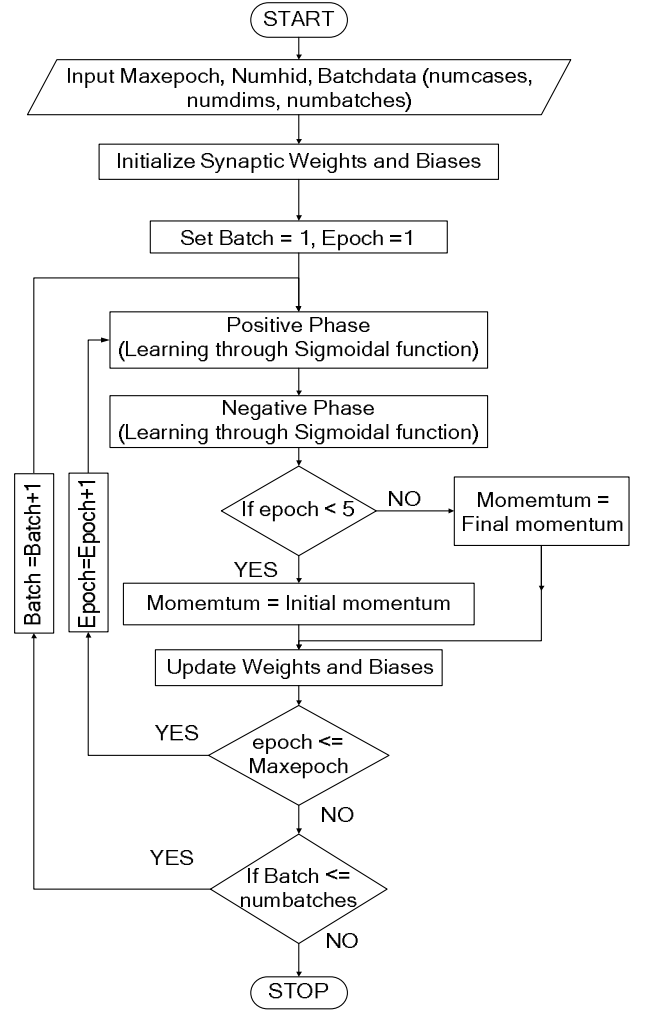 START
Input Maxepoch, Numhid, Batchdata (numcases,
numdims, numbatches)
Initialize Synaptic Weights and Biases
Set Batch = 1, Epoch =1
Positive Phase
(Learning through Sigmoidal function)
Negative Phase
(Learning through Sigmoidal function)
If epoch < 5
NO
Momemtum =
Final momentum
YES
Momemtum = Initial momentum
Batch =Batch+1
Epoch=Epoch+1
Update Weights and Biases
YES
epoch <=
Maxepoch
NO
YES
If Batch <=
numbatches
NO
STOP